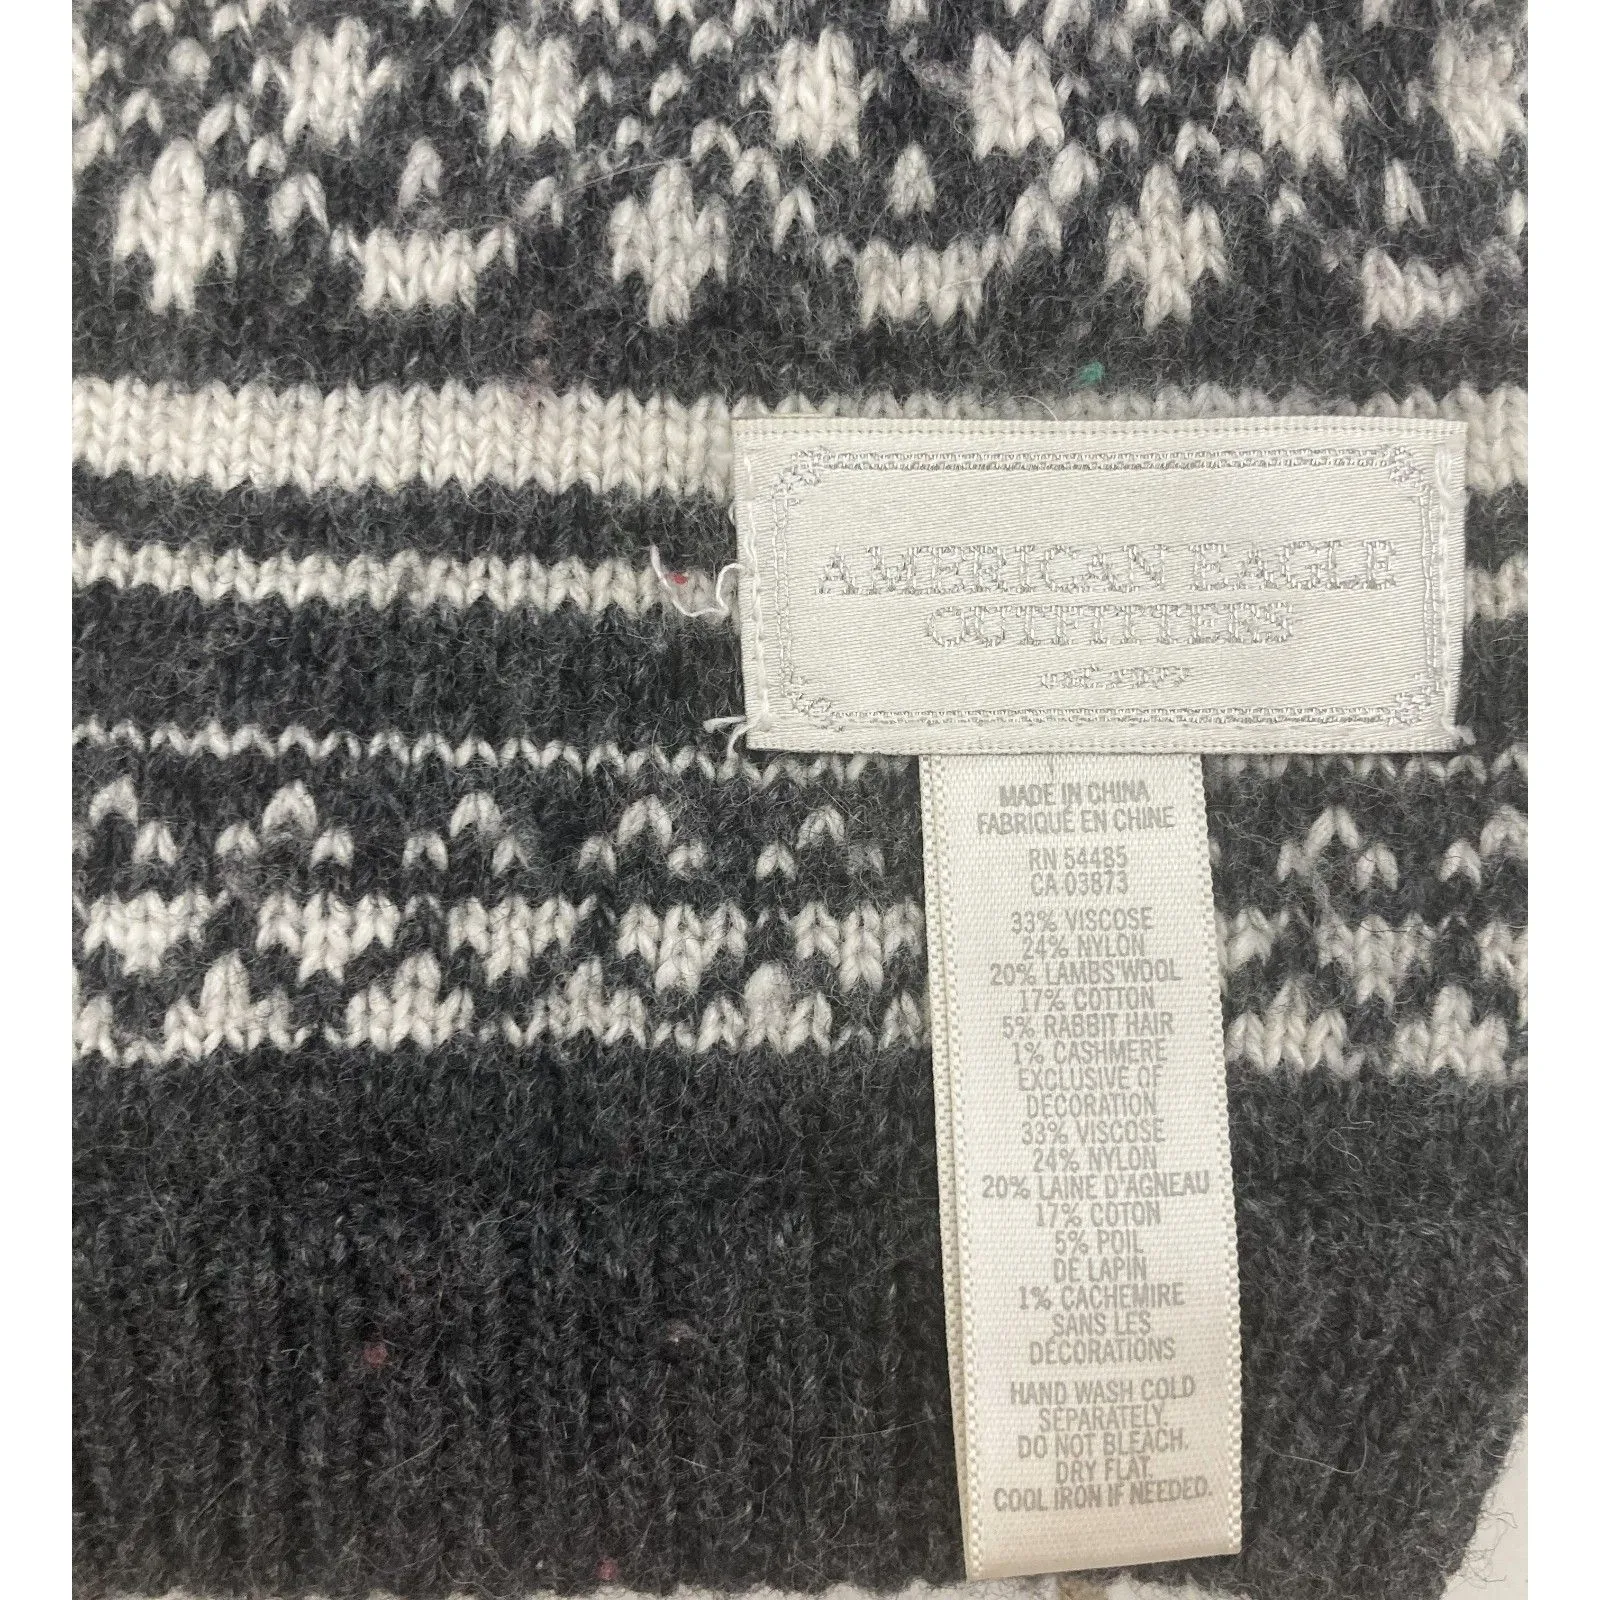 AMERICAN EAGLE
OUTFITTERS
MADE IN CHINA
FABRIQUÉ EN CHINE
RN 54485
CA 03873
33% VISCOSE
24% NYLON
20% LAMBS'WOOL
17% COTTON
5% RABBIT HAIR
1% CASHMERE
EXCLUSIVE OF
DECORATION
33% VISCOSE
24% NYLON
20% LAINE D'AGNEAU
17% COTON
5% POIL
DE LAPIN
1% CACHEMIRE
SANS LES
DÉCORATIONS
HAND WASH COLD
SEPARATELY.
DO NOT BLEACH.
DRY FLAT.
COOL IRON IF NEEDED.